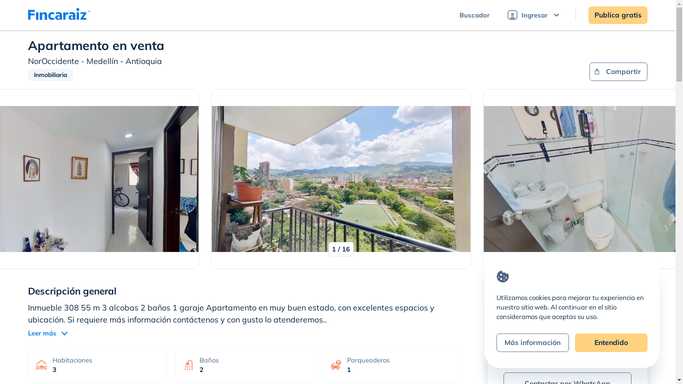 Fincaraiz
Buscador
Ingresar
Publica gratis
Apartamento en venta
NorOccidente - Medellín - Antioquia
Inmobiliaria
Compartir
1 / 16
Descripción general
Inmueble 308 55 m 3 alcobas 2 baños 1 garaje Apartamento en muy buen estado, con excelentes espacios y
ubicación. Si requiere más información contáctenos y con gusto lo atenderemos..
Leer más
Habitaciones
3
Baños
2
Parqueaderos
1
Utilizamos cookies para mejorar tu experiencia en
nuestro sitio web. Al continuar en el sitio
consideramos que aceptas su uso.
Más información
Entendido
Contactar por WhatsApp